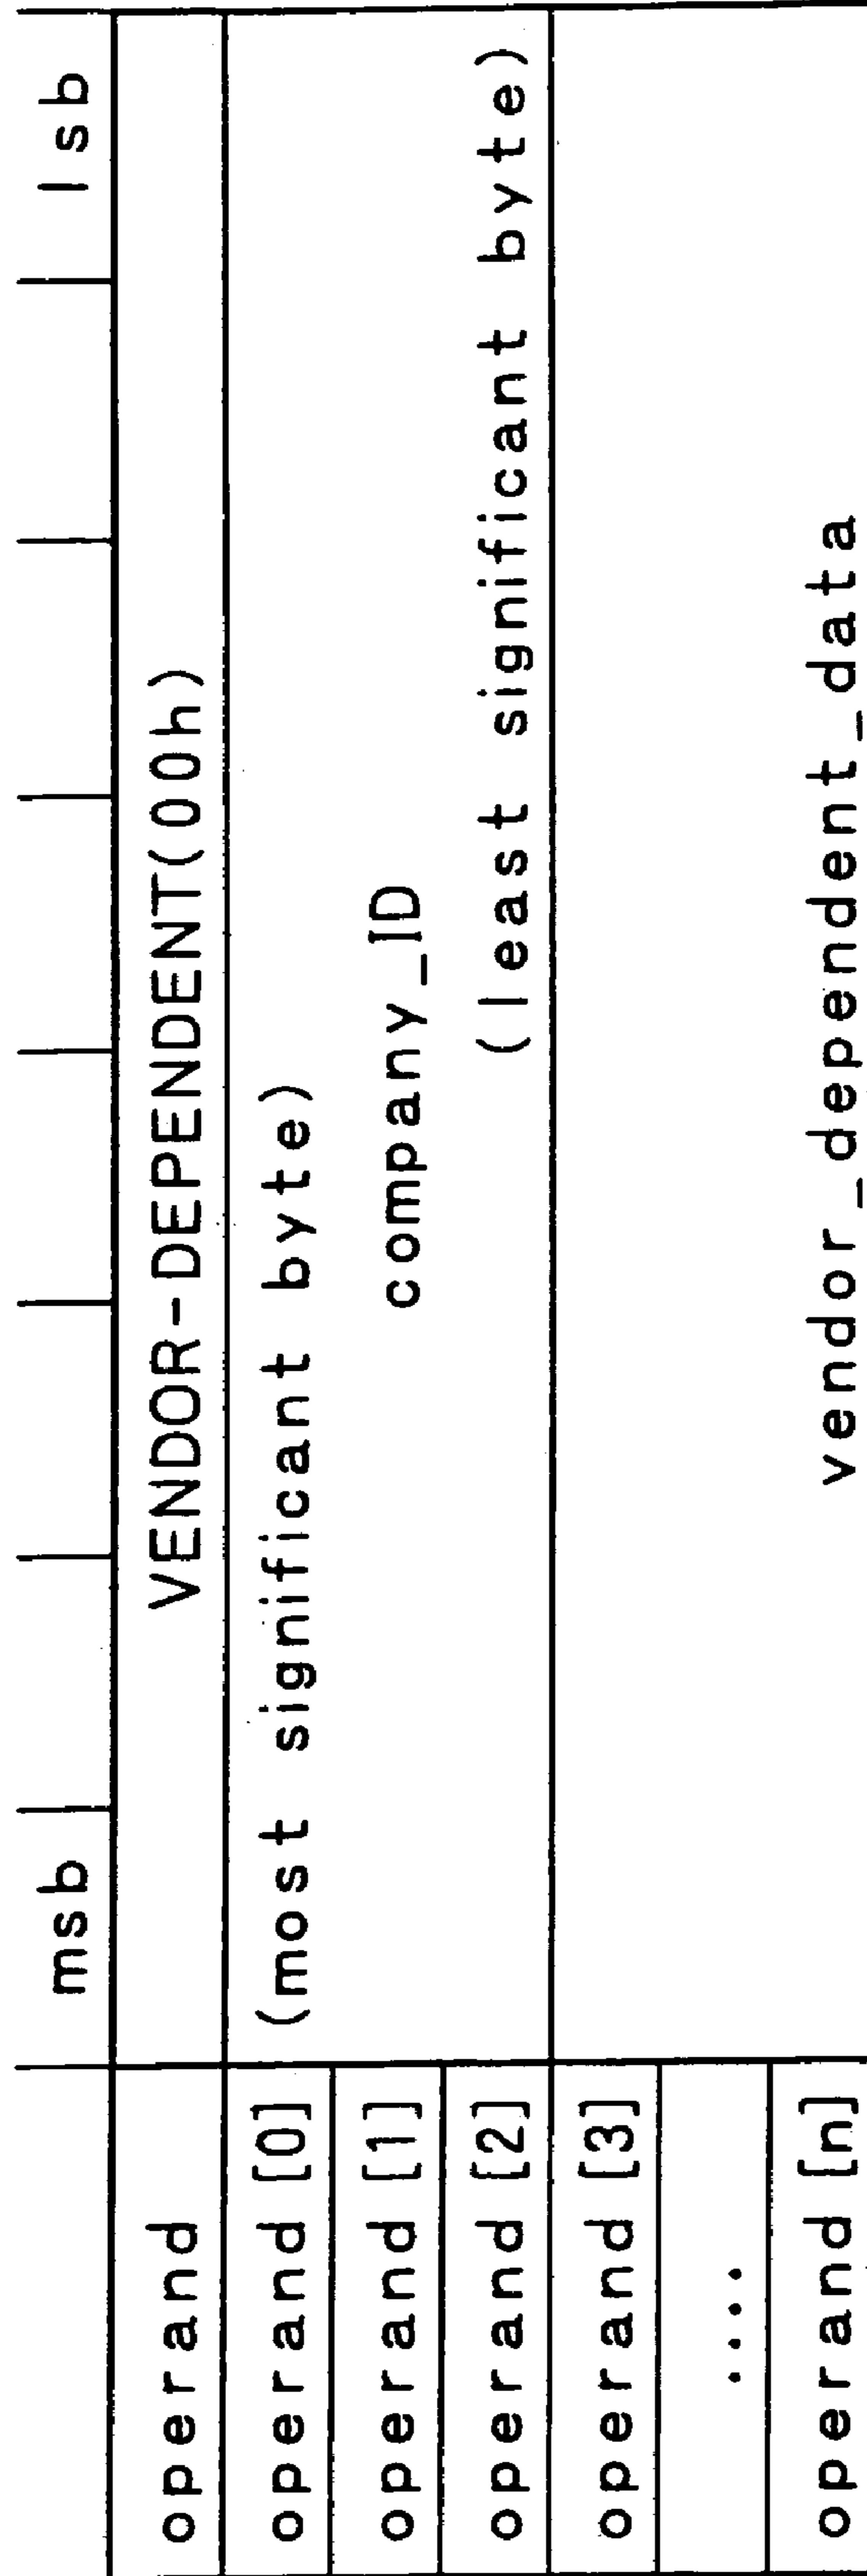 msb lsb
operand VENDOR-DEPENDENT(00h)
operand [0] (most significant byte)
operand [1] company_ID
operand [2] (least significant byte)
operand [3]
....
operand [n] vendor_dependent_data